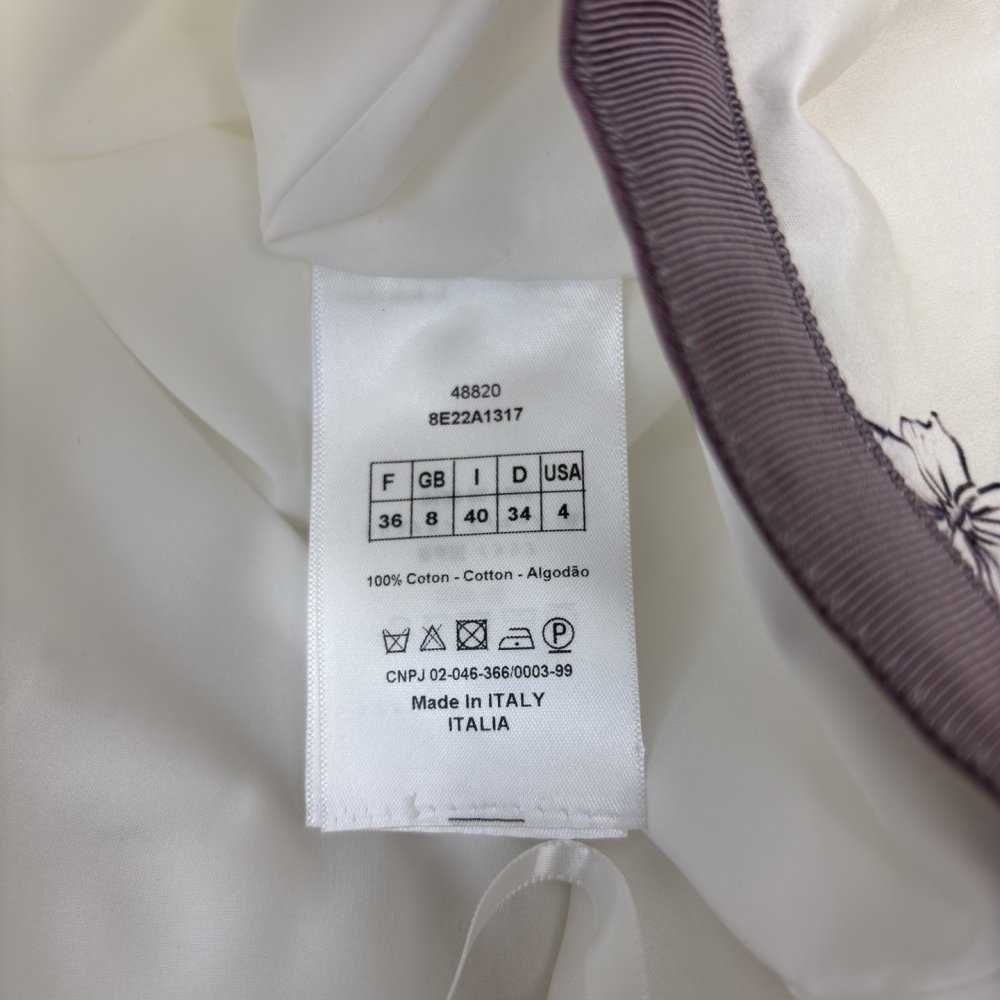 48820
8E22A1317
F GB I D USA
36 8 40 34 4
100% Coton - Cotton - Algodão
P
CNPJ 02-046-366/0003-99
Made In ITALY
ITALIA